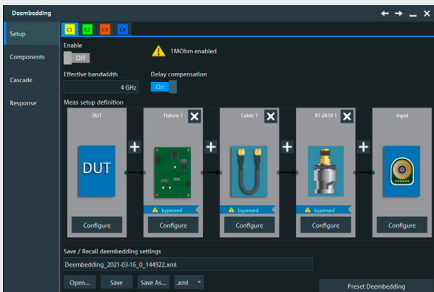 Deembedding
Setup
Components
Cascade
Response
C1 C2 C3 C4
Enable
Off
1MOhm enabled
Effective bandwidth
Delay compensation
4 GHz
On
Meas setup definition
DUT
Fixture 1
Cable 1
RT-ZA10 1
Input
DUT
bypassed
bypassed
bypassed
Configure
Configure
Configure
Configure
Configure
Save / Recall deembedding settings
Deembedding_2021-03-16_0_144922.xml
Open...
Save
Save As...
.xml
Preset Deembedding